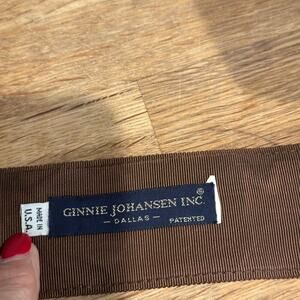 MADE IN
U.S.A.
GINNIE JOHANSEN INC.®
— DALLAS — PATENTED